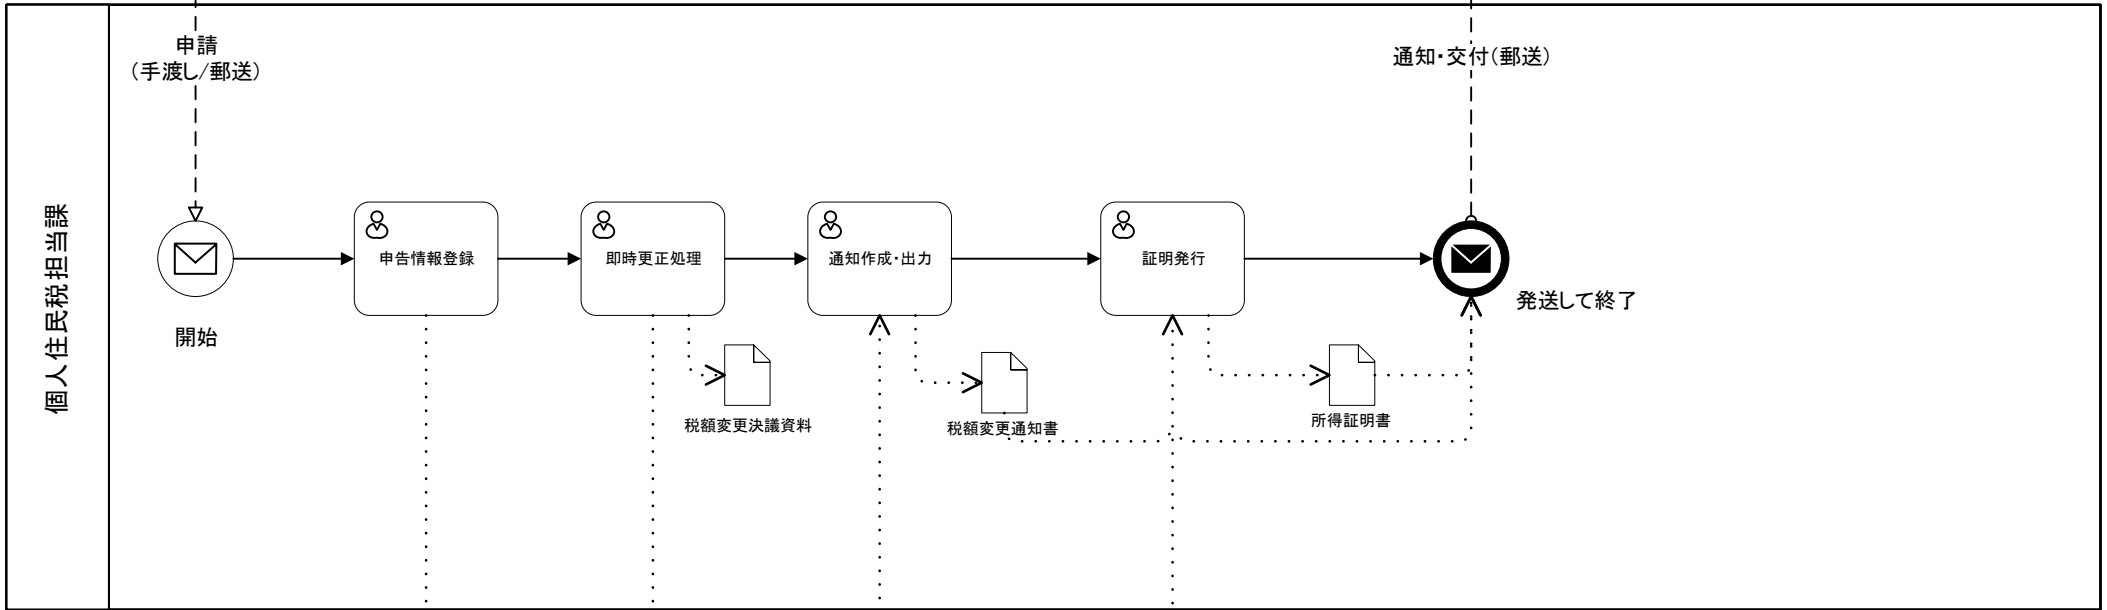 申請
(手渡し/郵送)
通知・交付(郵送)
個人住民税担当課
申告情報登録
即時更正処理
通知作成・出力
証明発行
発送して終了
開始
税額変更決議資料
税額変更通知書
所得証明書